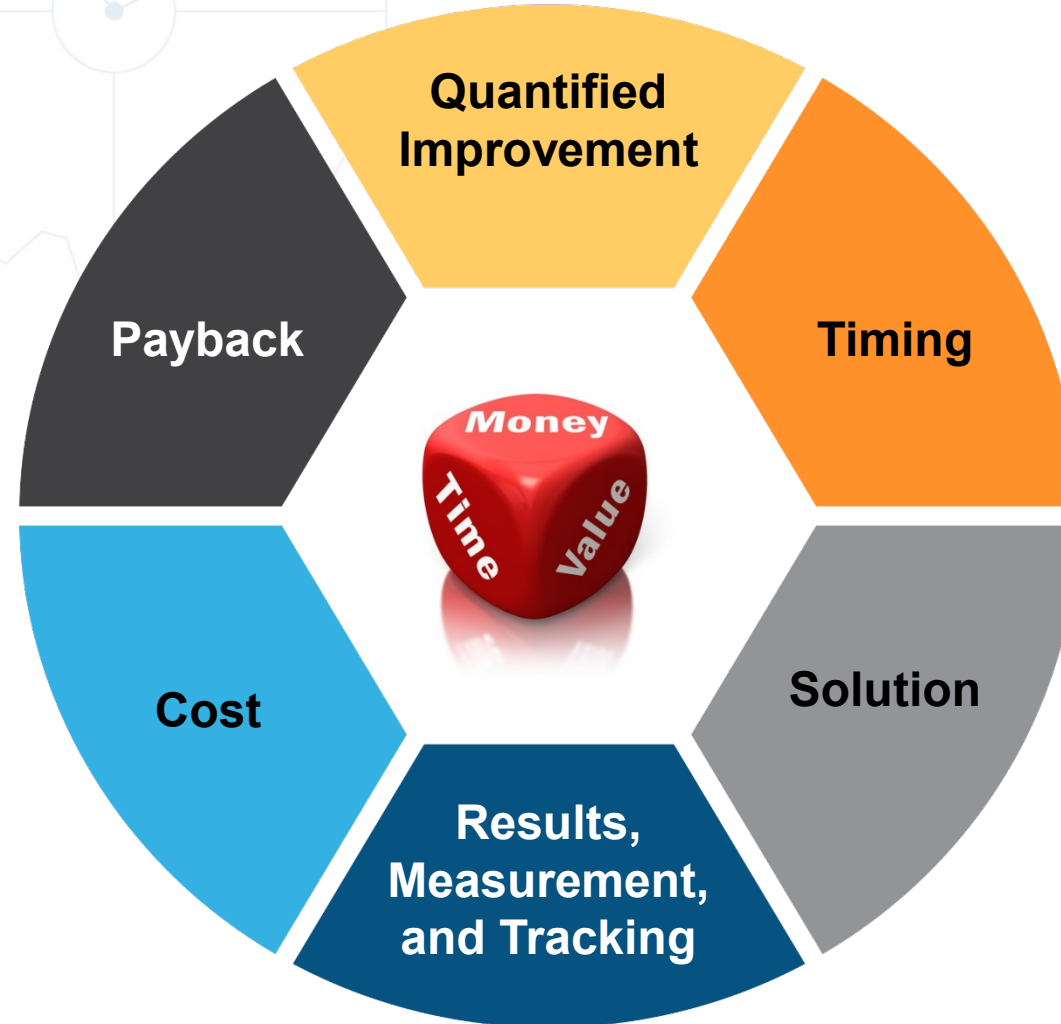 Quantified
Improvement
Payback
Timing
Money
Time
Value
Cost
Solution
Results,
Measurement,
and Tracking